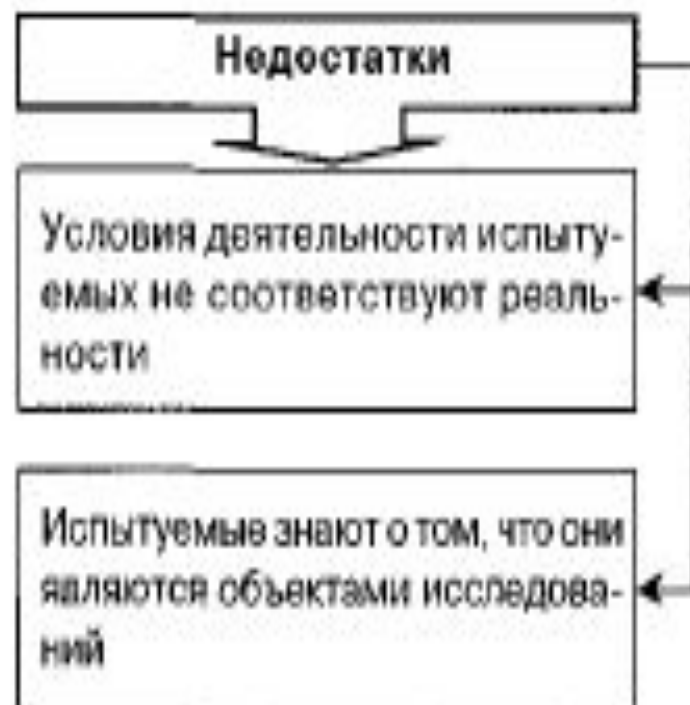 Недостатки
Условия деятельности испыту-
емых не соответствуют реаль-
ности
Испытуемые знают о том, что они
являются объектами исследова-
ний